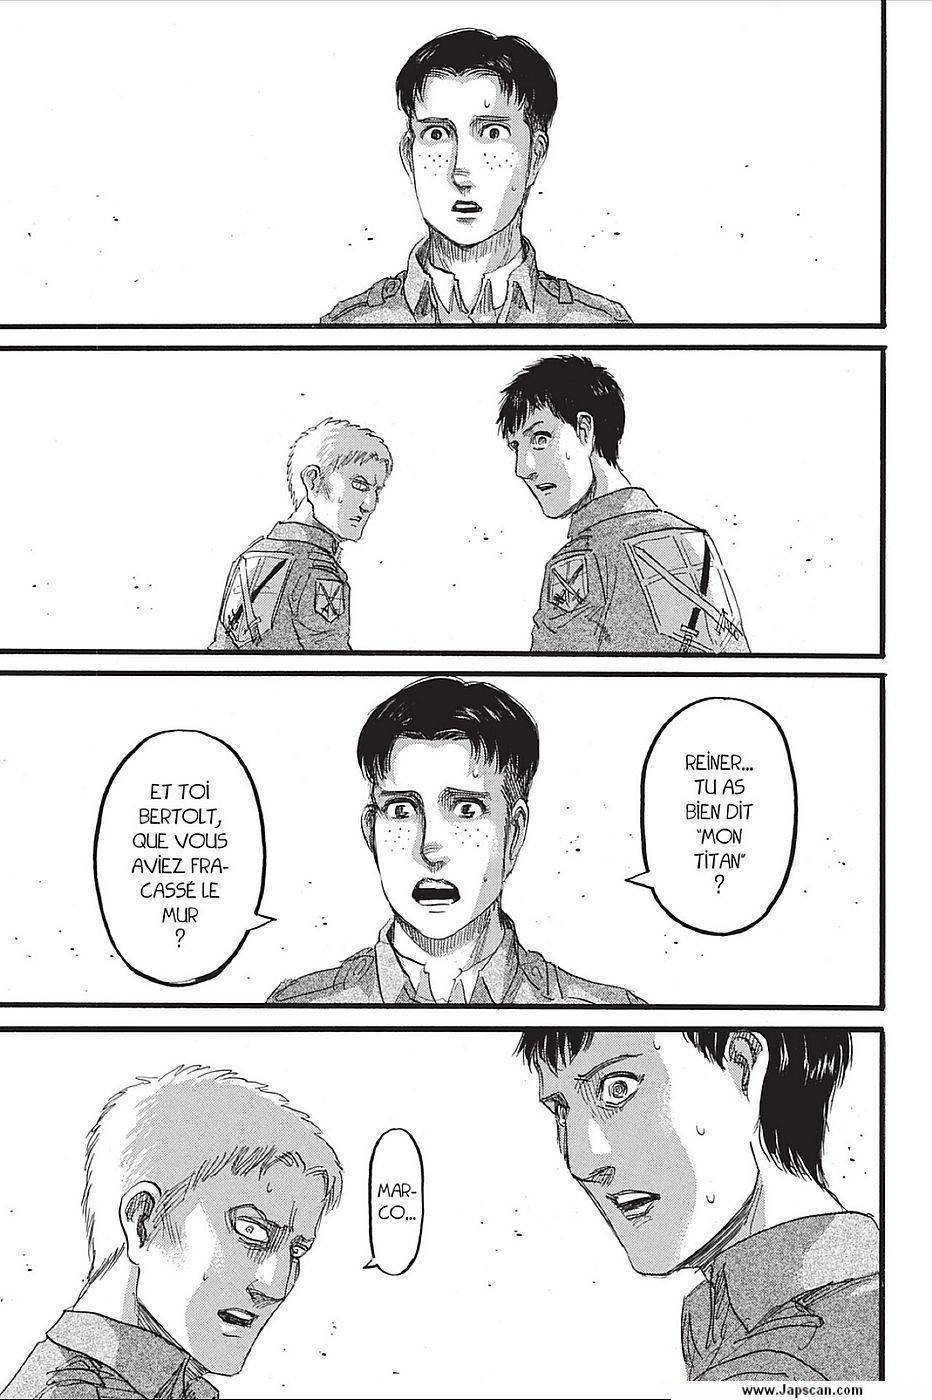 REINER...
TU AS
BIEN DIT
"MON
TITAN"
?
ET TOI
BERTOLT,
QUE VOUS
AVIEZ FRA-
CASSÉ LE
MUR
?
MAR-
CO...
www.Japscan.com